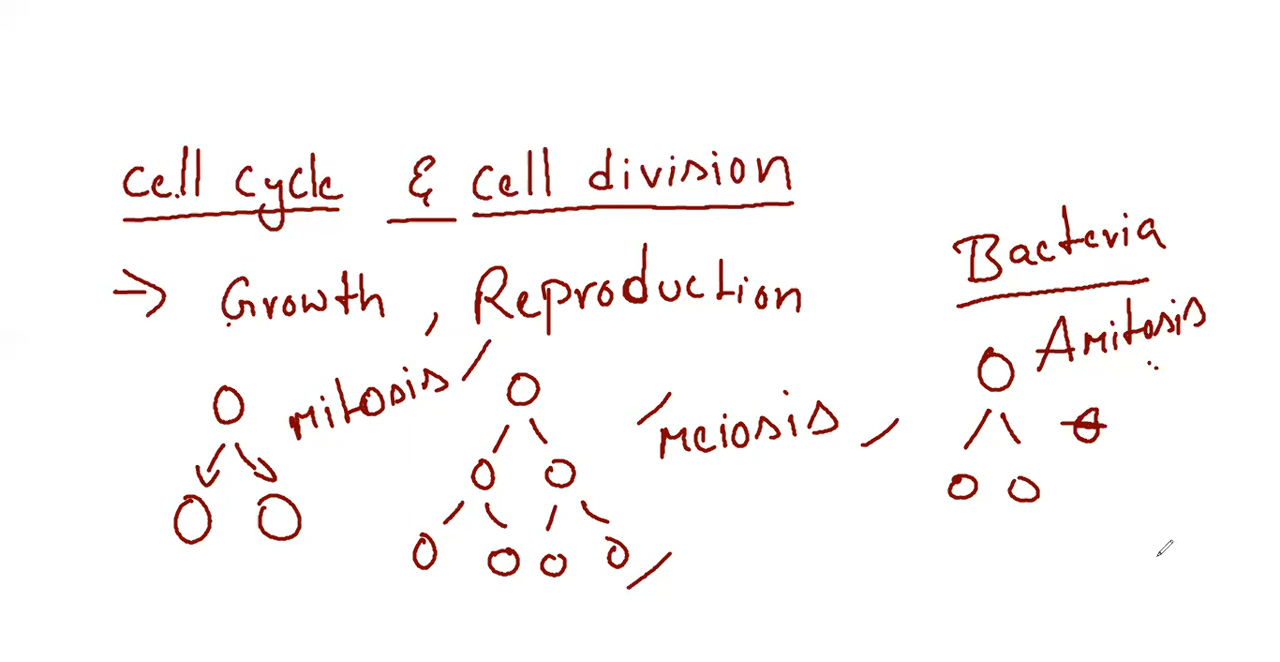 Cell cycle & cell division
→ Growth, Reproduction
Bacteria
Amitosis
mitosis
meiosis,